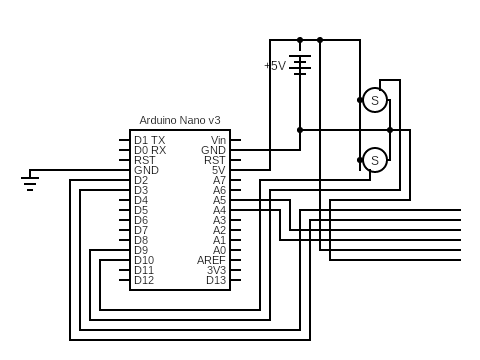 +5V
S
Arduino Nano v3
D1 TX Vin
D0 RX GND
RST RST
GND 5V
S
D2 A7
D3 A6
D4 A5
D5 A4
D6 A3
D7 A2
D8 A1
D9 A0
D10 AREF
D11 3V3
D12 D13